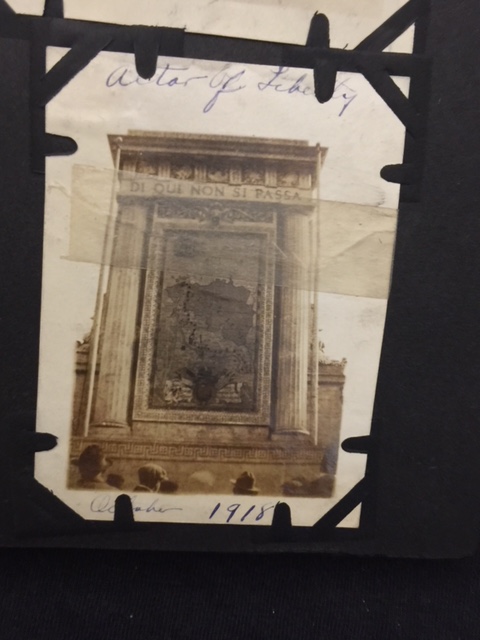 Altar of Liberty
DI QUI NON SI PASSA
October 1918